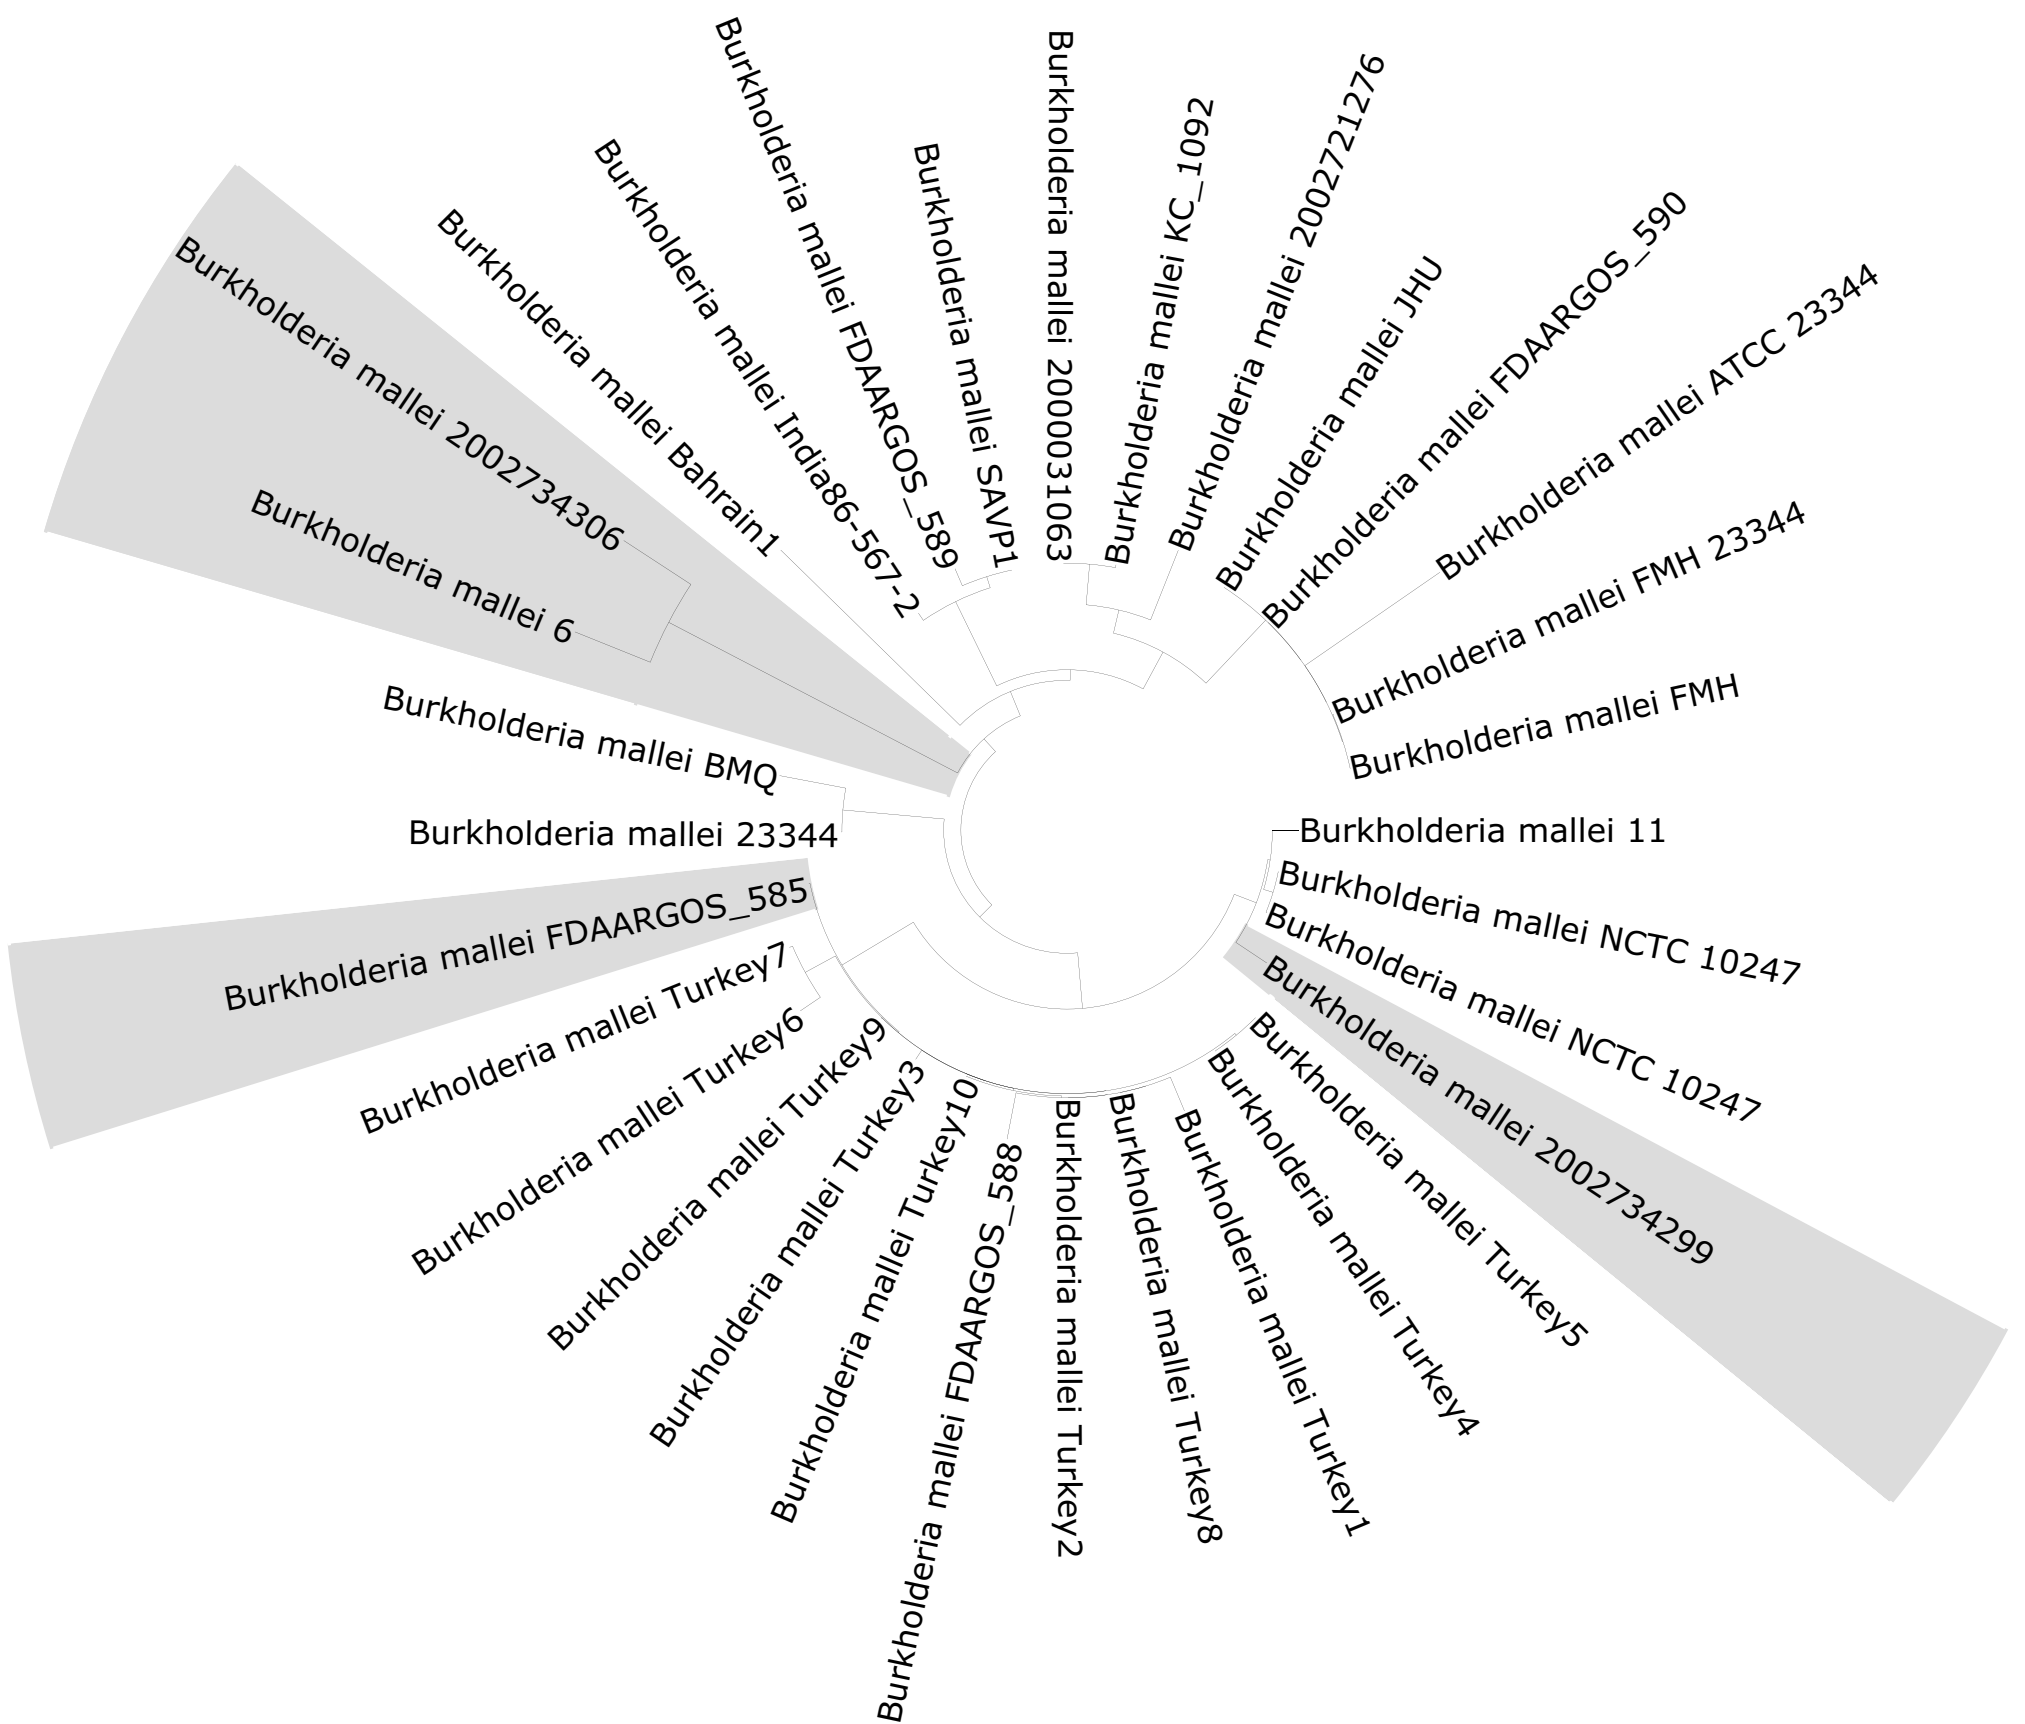 Burkholderia mallei 2000031063
Burkholderia mallei KC_1092
Burkholderia mallei 2002721276
Burkholderia mallei JHU
Burkholderia mallei FDAARGOS_590
Burkholderia mallei ATCC 23344
Burkholderia mallei FMH 23344
Burkholderia mallei FMH
Burkholderia mallei 11
Burkholderia mallei NCTC 10247
Burkholderia mallei NCTC 10247
Burkholderia mallei 2002734299
Burkholderia mallei Turkey5
Burkholderia mallei Turkey4
Burkholderia mallei Turkey1
Burkholderia mallei Turkey8
Burkholderia mallei Turkey2
Burkholderia mallei FDAARGOS_588
Burkholderia mallei Turkey10
Burkholderia mallei Turkey3
Burkholderia mallei Turkey9
Burkholderia mallei Turkey6
Burkholderia mallei Turkey7
Burkholderia mallei FDAARGOS_585
Burkholderia mallei 23344
Burkholderia mallei BMQ
Burkholderia mallei 6
Burkholderia mallei 2002734306
Burkholderia mallei Bahrain1
Burkholderia mallei India86-567-2
Burkholderia mallei FDAARGOS_589
Burkholderia mallei SAVP1